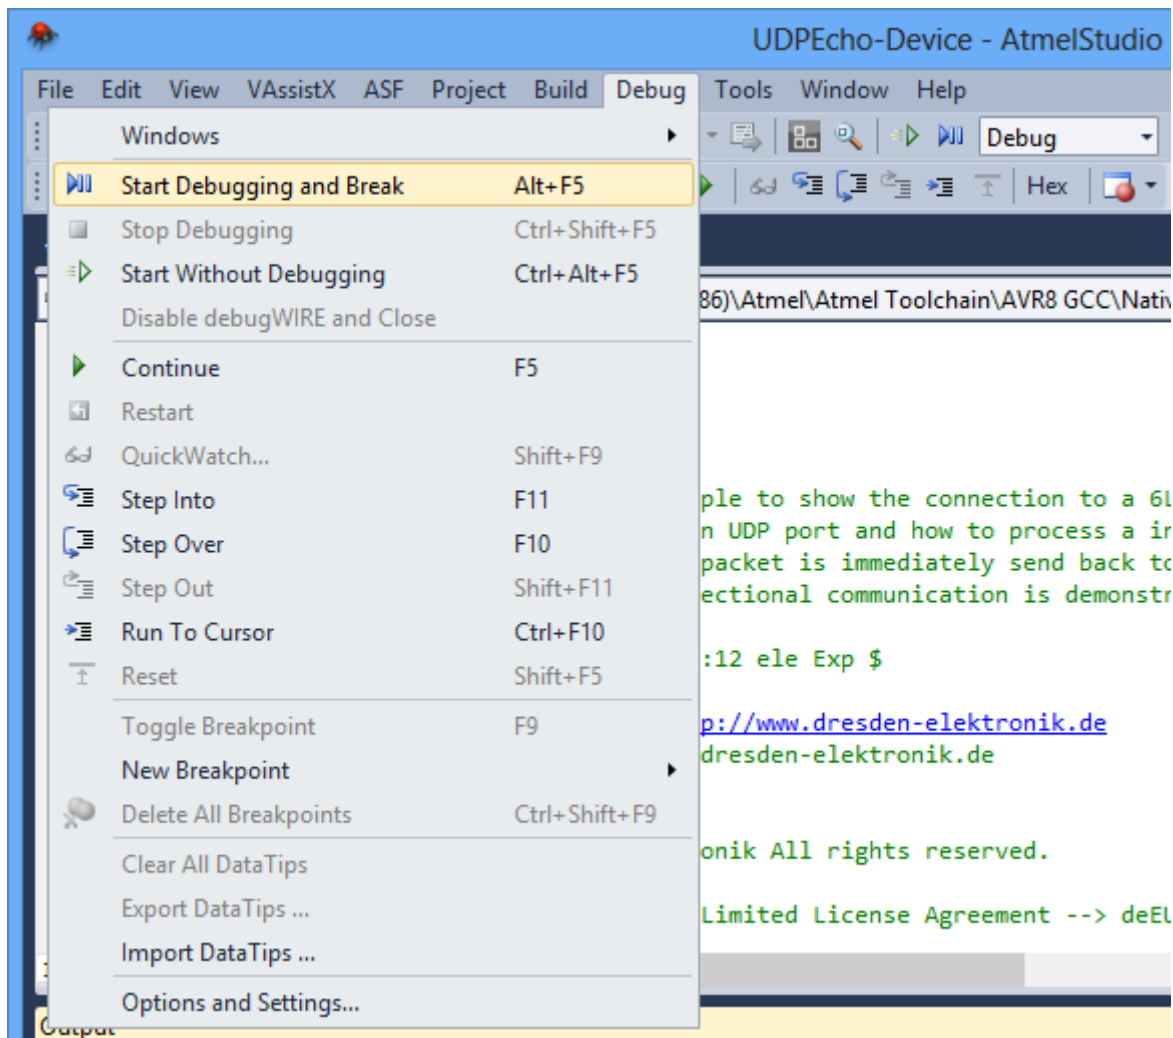 UDPEcho-Device - AtmelStudio
File Edit View VAssistX ASF Project Build Debug Tools Window Help
Windows
Debug
Start Debugging and Break Alt+F5
Hex
Stop Debugging Ctrl+Shift+F5
Start Without Debugging Ctrl+Alt+F5
86)\Atmel\Atmel Toolchain\AVR8 GCC\Nativ
Disable debugWIRE and Close
Continue F5
Restart
QuickWatch... Shift+F9
Step Into F11
ple to show the connection to a 6L
n UDP port and how to process a in
Step Over F10
packet is immediately send back to
Step Out Shift+F11
ectional communication is demonstr
Run To Cursor Ctrl+F10
:12 ele Exp $
Reset Shift+F5
Toggle Breakpoint F9
p://www.dresden-elektronik.de
dresden-elektronik.de
New Breakpoint
Delete All Breakpoints Ctrl+Shift+F9
onik All rights reserved.
Clear All DataTips
Export DataTips ...
Limited License Agreement --> deEU
Import DataTips ...
Options and Settings...
Output